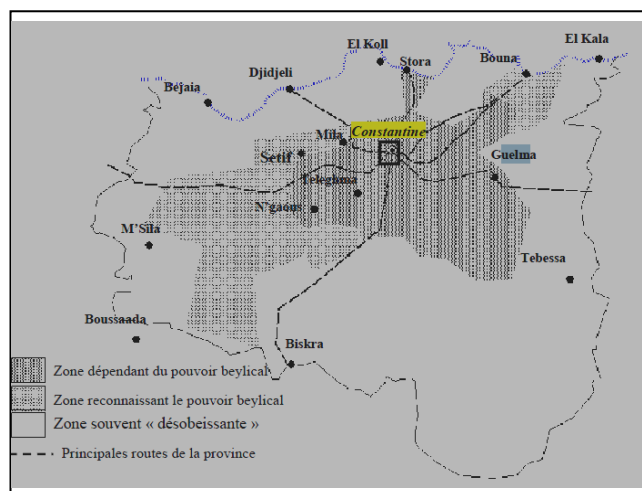 El Koll
El Kala
Stora
Bouna
Djidjeli
Béjaia
Constantine
Mila
Guelma
Setif
Téleghma
N'gaous
M'Sila
Tebessa
Boussaada
Biskra
Zone dépendant du pouvoir beylical
Zone reconnaissant le pouvoir beylical
Zone souvent « désobeissante »
Principales routes de la province